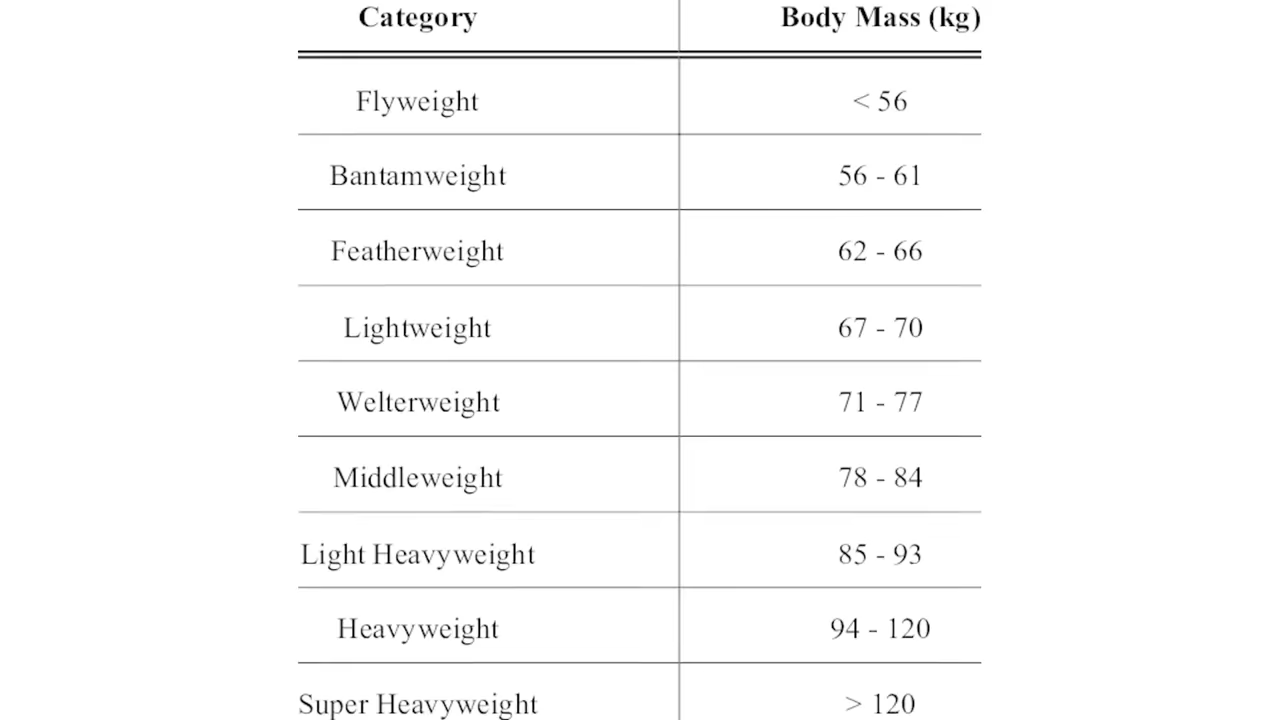 Category Body Mass (kg)
Flyweight < 56
Bantamweight 56 - 61
Featherweight 62 - 66
Lightweight 67 - 70
Welterweight 71 - 77
Middleweight 78 - 84
Light Heavyweight 85 - 93
Heavyweight 94 - 120
Super Heavyweight > 120